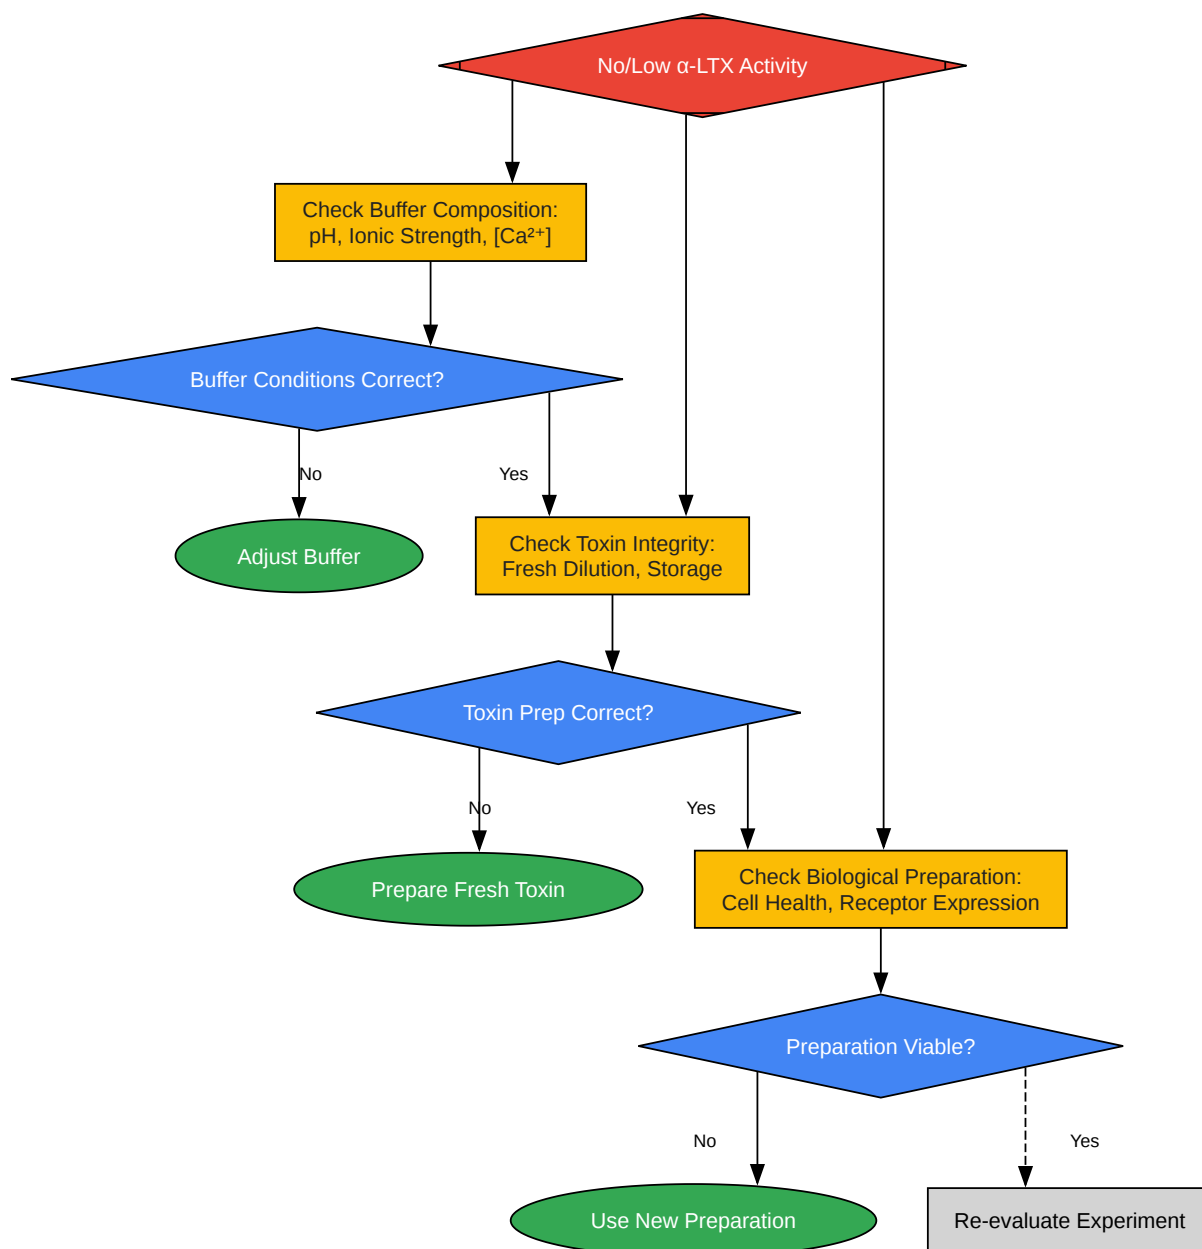 No/Low α-LTX Activity
Check Buffer Composition:
pH, Ionic Strength, [Ca²⁺]
Buffer Conditions Correct?
No
Yes
Adjust Buffer
Check Toxin Integrity:
Fresh Dilution, Storage
Toxin Prep Correct?
No
Yes
Prepare Fresh Toxin
Check Biological Preparation:
Cell Health, Receptor Expression
Preparation Viable?
No
Yes
Use New Preparation
Re-evaluate Experiment